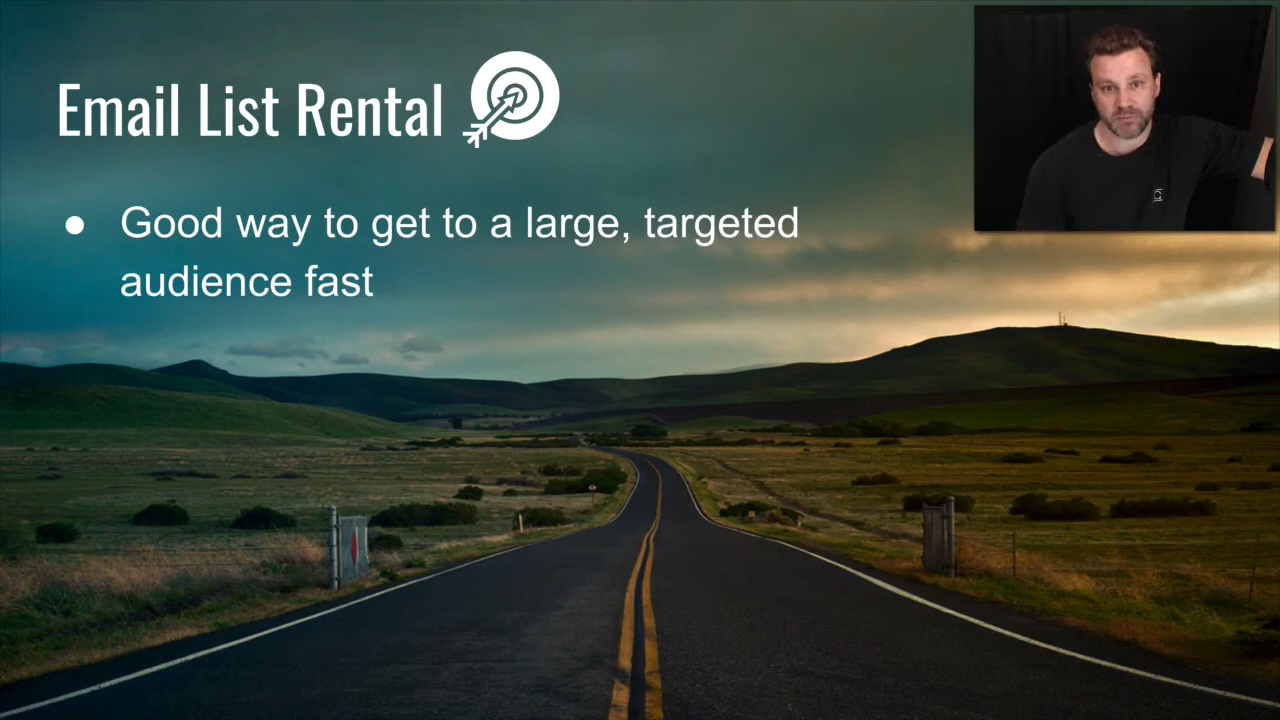 Email List Rental
● Good way to get to a large, targeted
audience fast